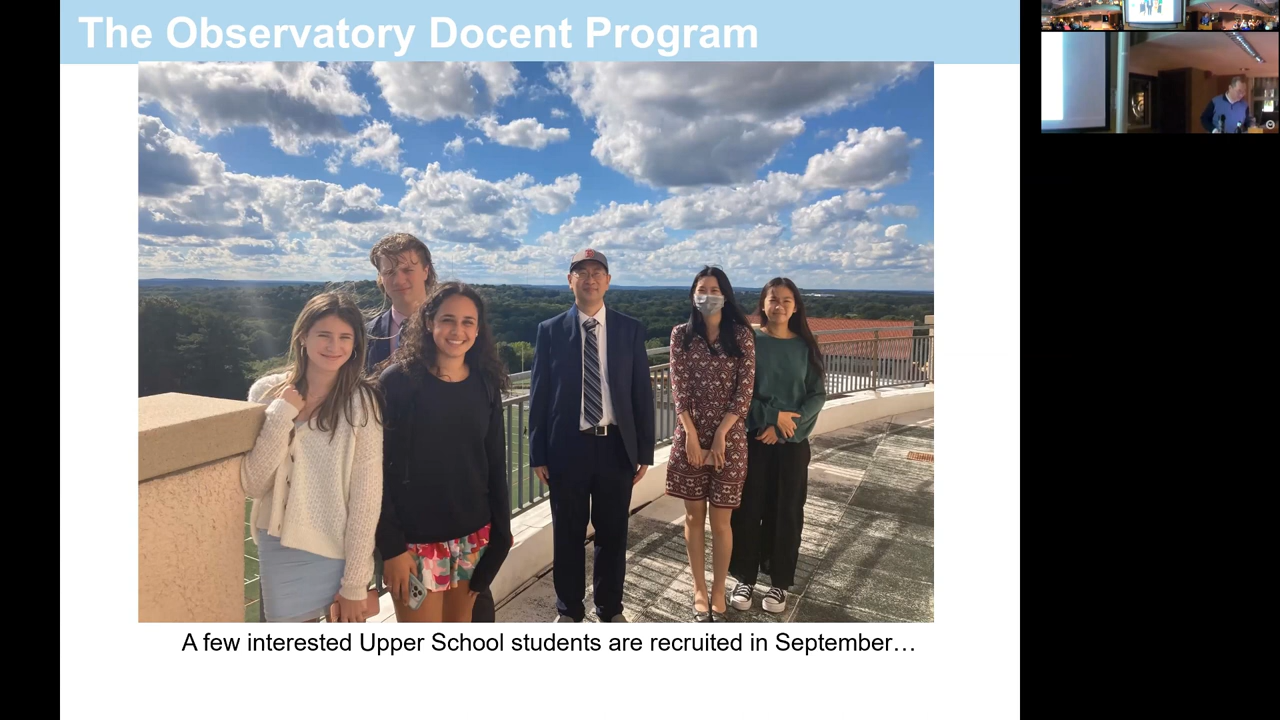 The Observatory Docent Program
A few interested Upper School students are recruited in September…